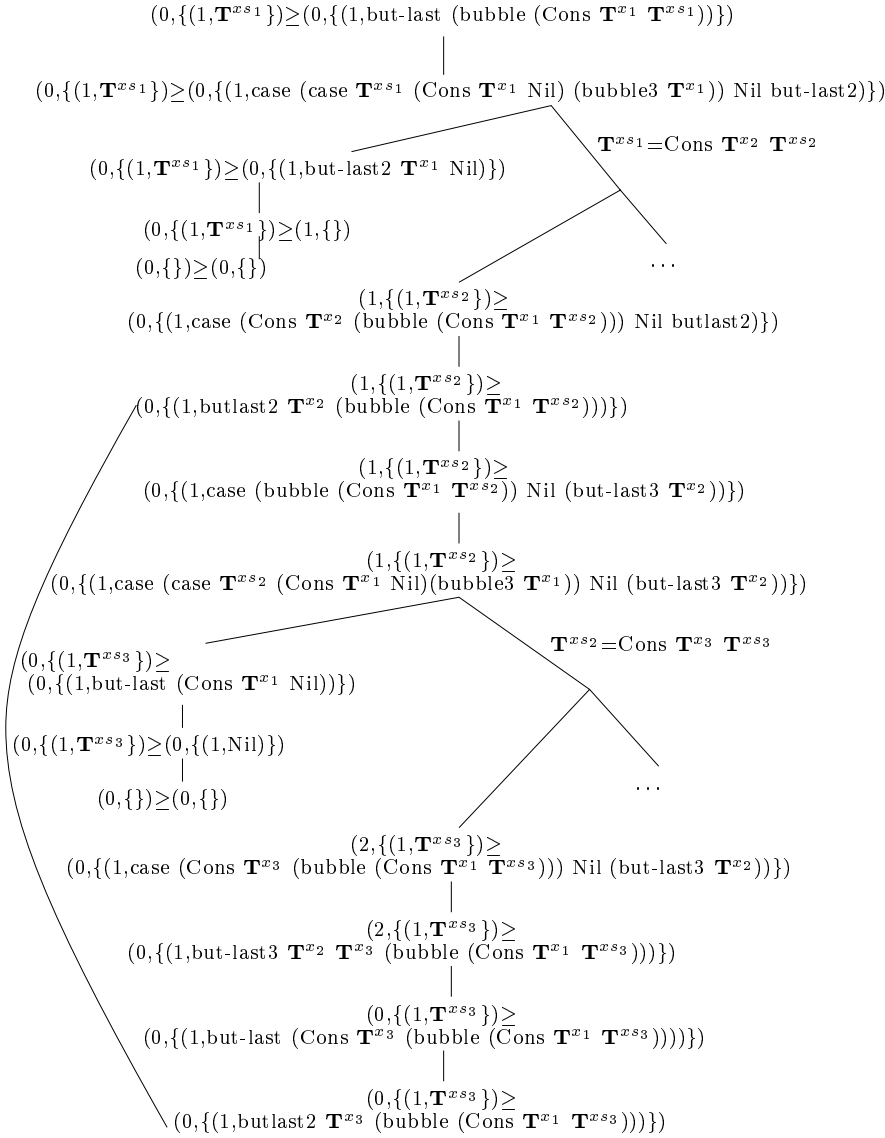 (0,{(1,T^{xs_1})})≥(0,{(1,but-last (bubble (Cons T^{x_1} T^{xs_1}))})
(0,{(1,T^{xs_1})})≥(0,{(1,case (case T^{xs_1} (Cons T^{x_1} Nil) (bubble3 T^{x_1})) Nil but-last2)})
T^{xs_1}=Cons T^{x_2} T^{xs_2}
(0,{(1,T^{xs_1})})≥(0,{(1,but-last2 T^{x_1} Nil)})
(0,{(1,T^{xs_1})})≥(1,{})
(0,{})≥(0,{})
...
(1,{(1,T^{xs_2})})≥
(0,{(1,case (Cons T^{x_2} (bubble (Cons T^{x_1} T^{xs_2}))) Nil butlast2)})
(1,{(1,T^{xs_2})})≥
(0,{(1,butlast2 T^{x_2} (bubble (Cons T^{x_1} T^{xs_2})))})
(1,{(1,T^{xs_2})})≥
(0,{(1,case (bubble (Cons T^{x_1} T^{xs_2})) Nil (but-last3 T^{x_2}))})
(1,{(1,T^{xs_2})})≥
(0,{(1,case (case T^{xs_2} (Cons T^{x_1} Nil)(bubble3 T^{x_1})) Nil (but-last3 T^{x_2}))})
T^{xs_2}=Cons T^{x_3} T^{xs_3}
(0,{(1,T^{xs_3})})≥
(0,{(1,but-last (Cons T^{x_1} Nil))})
(0,{(1,T^{xs_3})})≥(0,{(1,Nil)})
(0,{})≥(0,{})
...
(2,{(1,T^{xs_3})})≥
(0,{(1,case (Cons T^{x_3} (bubble (Cons T^{x_1} T^{xs_3}))) Nil (but-last3 T^{x_2}))})
(2,{(1,T^{xs_3})})≥
(0,{(1,but-last3 T^{x_2} T^{x_3} (bubble (Cons T^{x_1} T^{xs_3})))})
(0,{(1,T^{xs_3})})≥
(0,{(1,but-last (Cons T^{x_3} (bubble (Cons T^{x_1} T^{xs_3}))))})
(0,{(1,T^{xs_3})})≥
(0,{(1,butlast2 T^{x_3} (bubble (Cons T^{x_1} T^{xs_3})))})